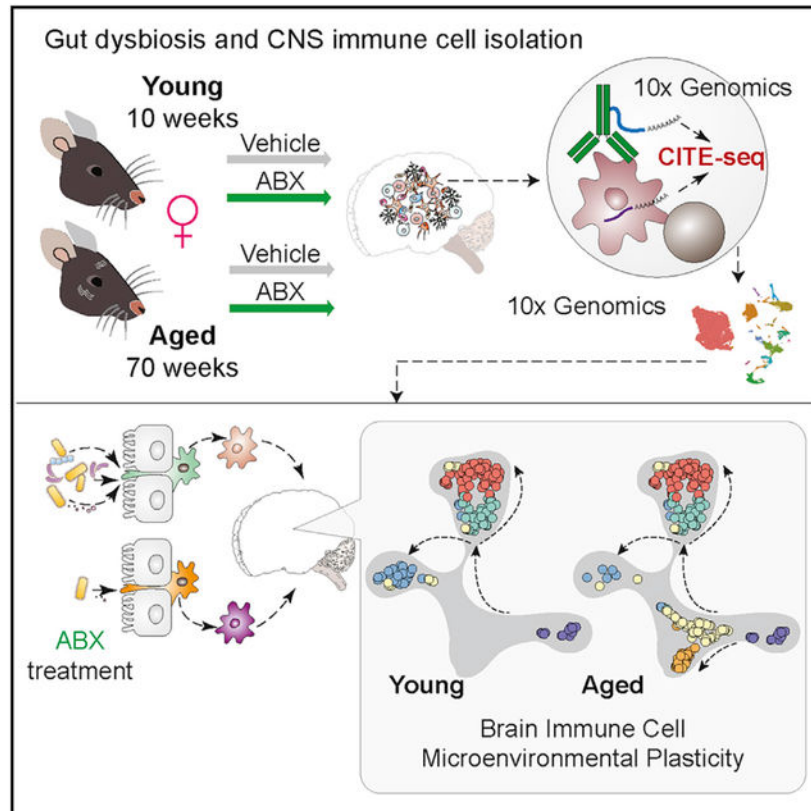 Gut dysbiosis and CNS immune cell isolation
Young
10 weeks
Vehicle
ABX
Vehicle
ABX
Aged
70 weeks
10x Genomics
CITE-seq
10x Genomics
ABX
treatment
Young
Aged
Brain Immune Cell
Microenvironmental Plasticity